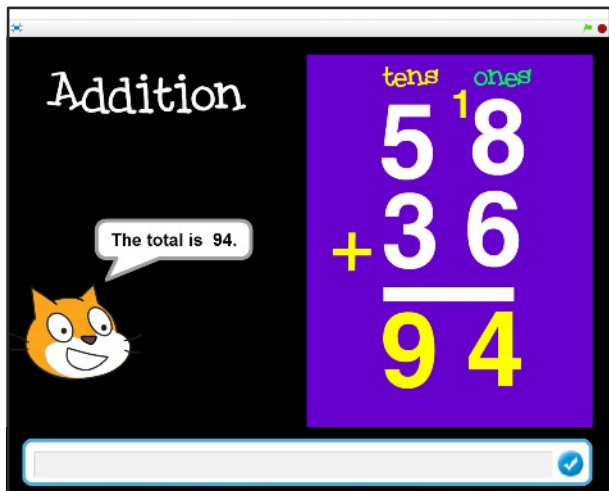 Addition
The total is 94.
tens ones
1
5 8
+ 3 6
9 4